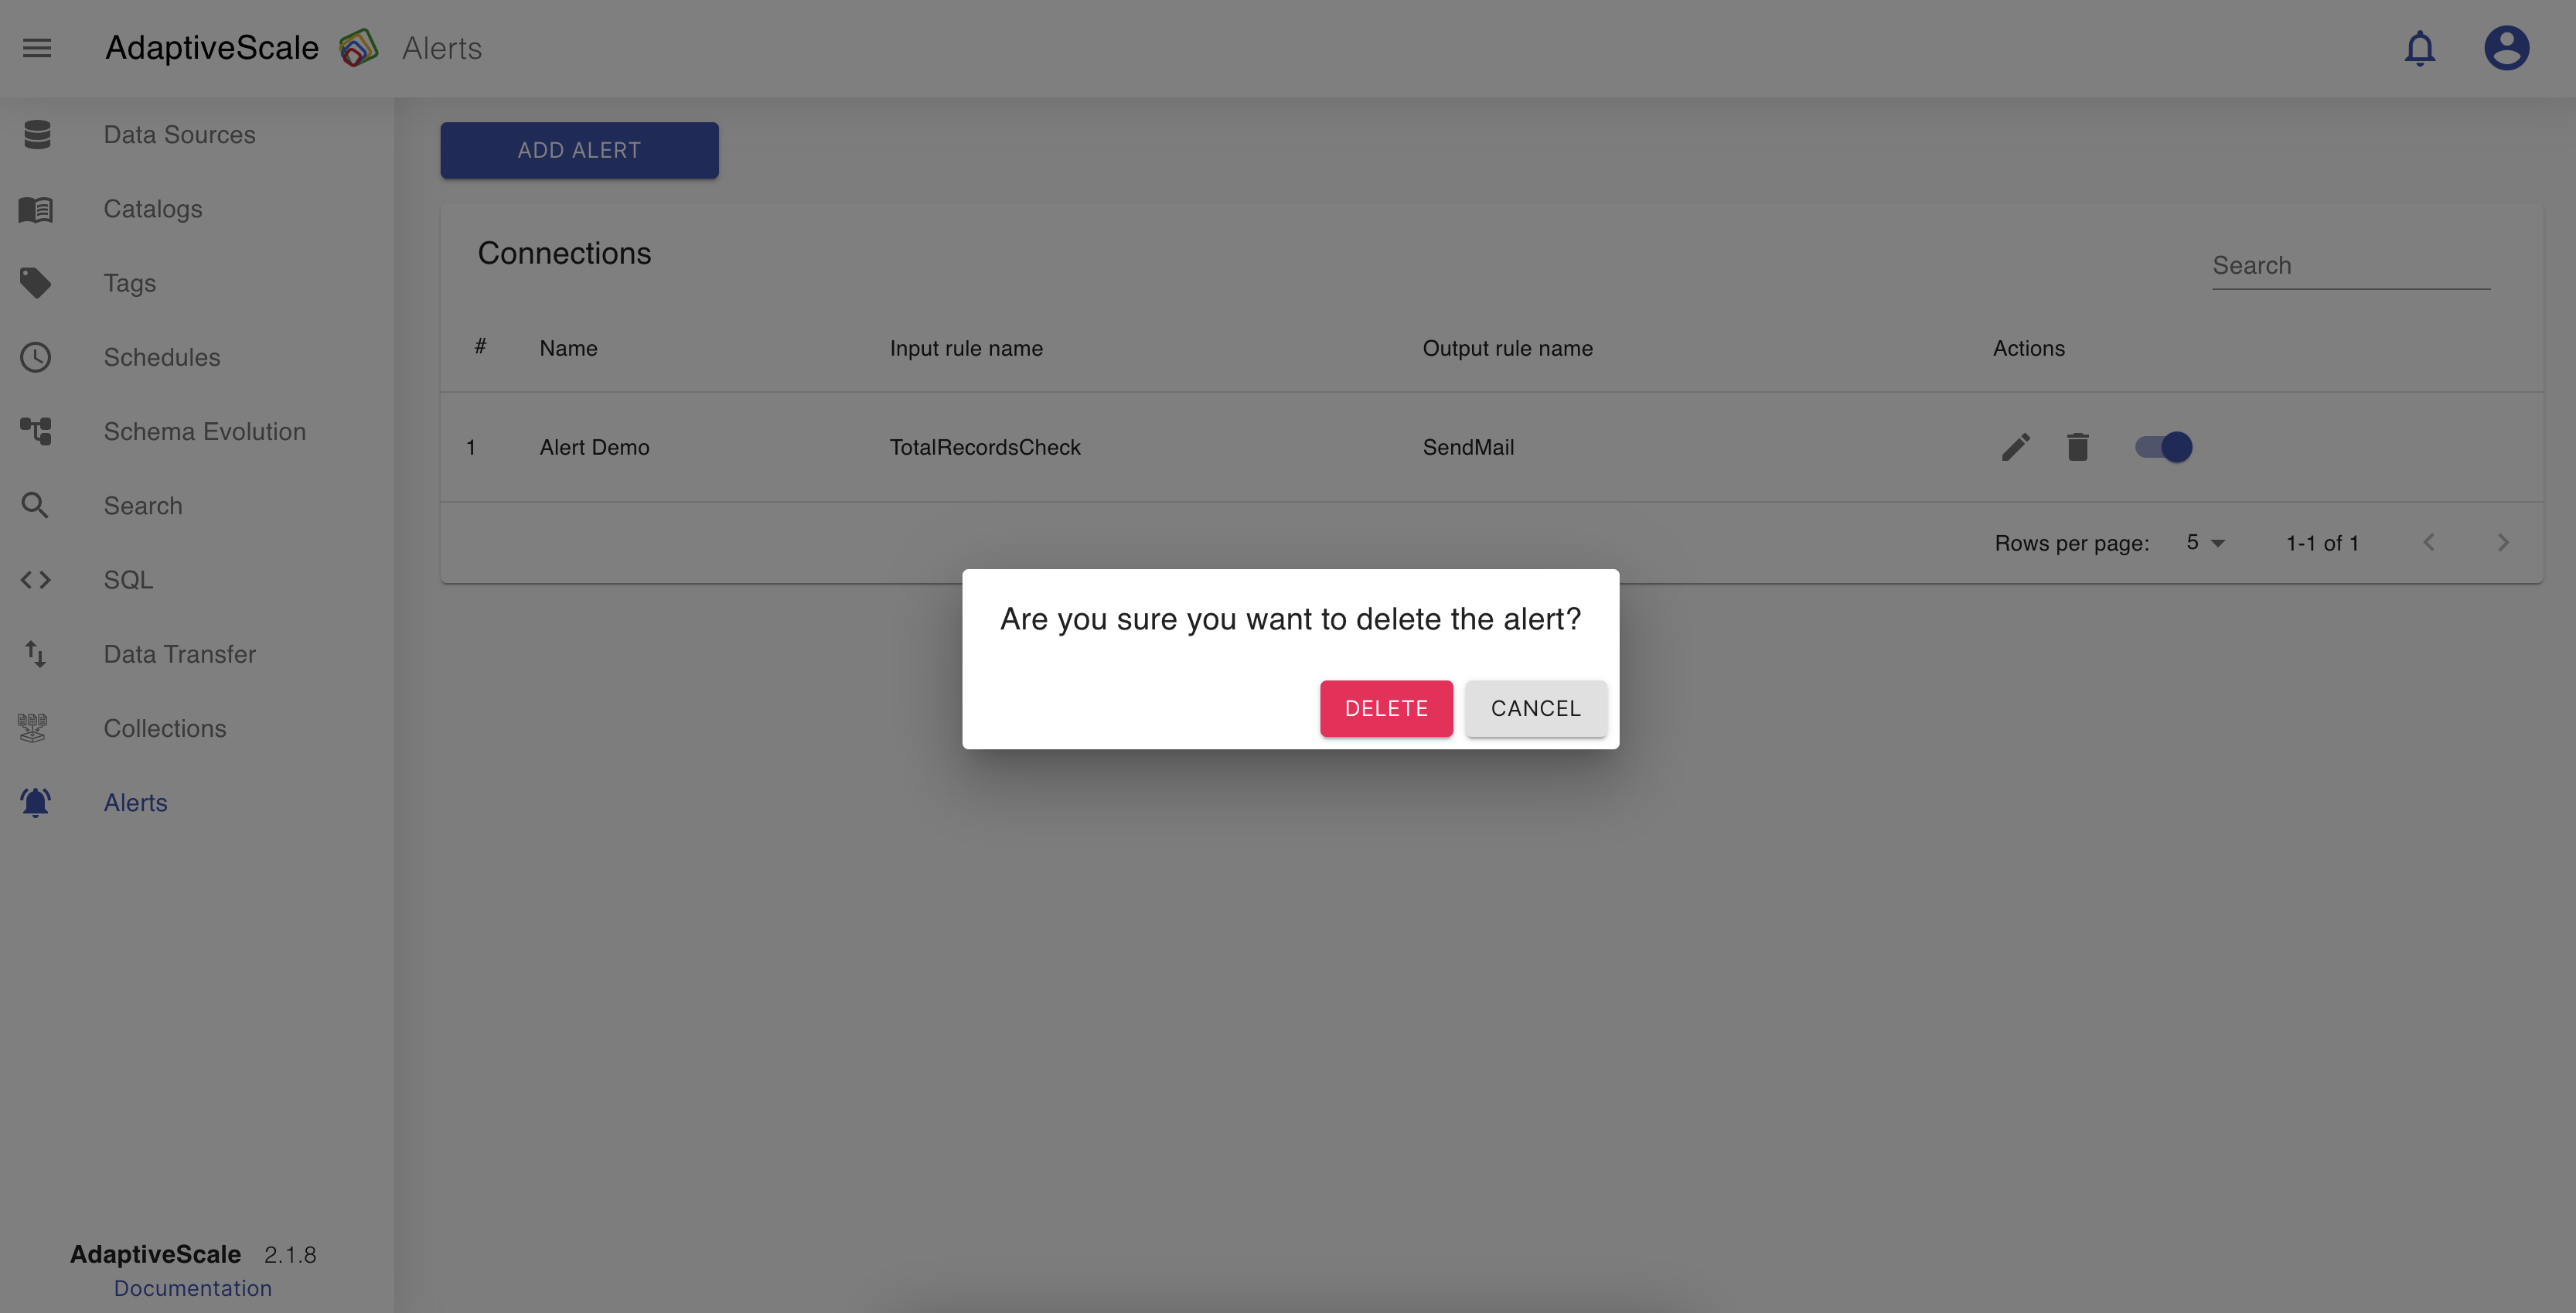 AdaptiveScale Alerts
Data Sources
Catalogs
Tags
Schedules
Schema Evolution
Search
SQL
Data Transfer
Collections
Alerts
AdaptiveScale 2.1.8
Documentation
ADD ALERT
Connections
Search
# Name Input rule name Output rule name Actions
1 Alert Demo TotalRecordsCheck SendMail
Rows per page: 5 1-1 of 1
Are you sure you want to delete the alert?
DELETE CANCEL